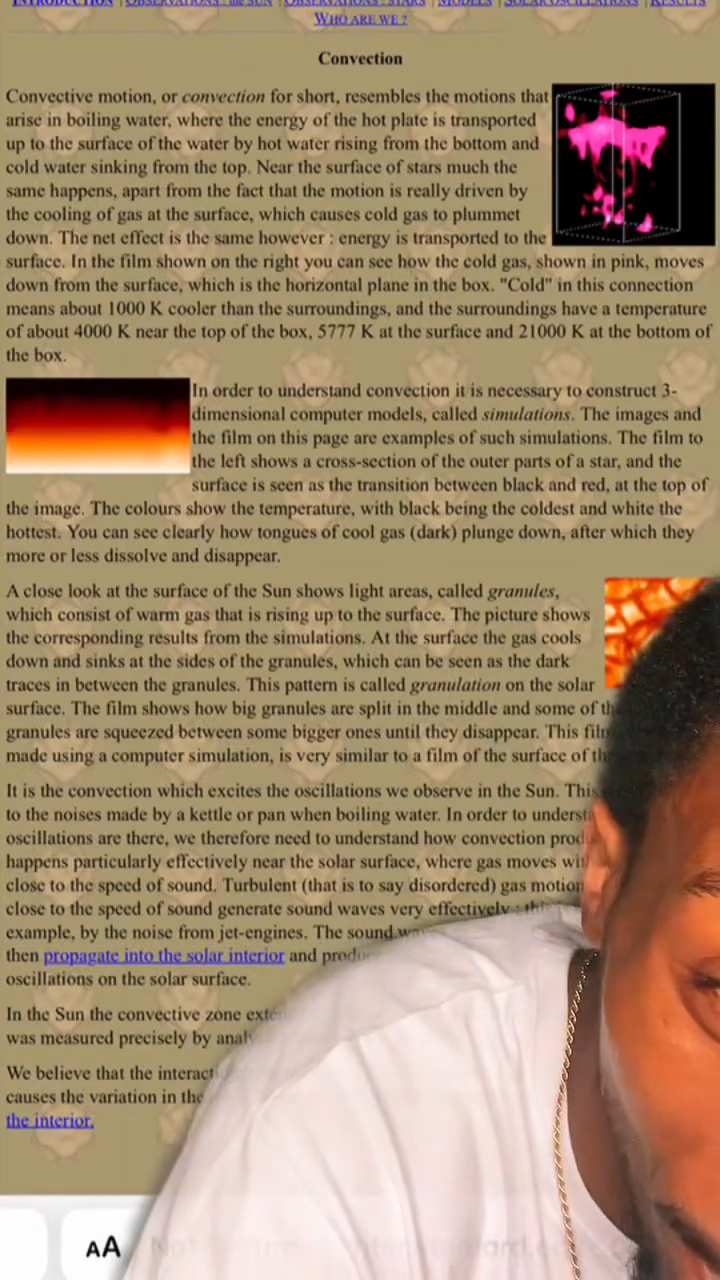 INTRODUCTION | OBSERVATIONS : the SUN | OBSERVATIONS : STARS | MODELS | SOLAR OSCILLATIONS | RESULTS
WHO ARE WE ?
Convection
Convective motion, or convection for short, resembles the motions that
arise in boiling water, where the energy of the hot plate is transported
up to the surface of the water by hot water rising from the bottom and
cold water sinking from the top. Near the surface of stars much the
same happens, apart from the fact that the motion is really driven by
the cooling of gas at the surface, which causes cold gas to plummet
down. The net effect is the same however : energy is transported to the
surface. In the film shown on the right you can see how the cold gas, shown in pink, moves
down from the surface, which is the horizontal plane in the box. "Cold" in this connection
means about 1000 K cooler than the surroundings, and the surroundings have a temperature
of about 4000 K near the top of the box, 5777 K at the surface and 21000 K at the bottom of
the box.
In order to understand convection it is necessary to construct 3-
dimensional computer models, called simulations. The images and
the film on this page are examples of such simulations. The film to
the left shows a cross-section of the outer parts of a star, and the
surface is seen as the transition between black and red, at the top of
the image. The colours show the temperature, with black being the coldest and white the
hottest. You can see clearly how tongues of cool gas (dark) plunge down, after which they
more or less dissolve and disappear.
A close look at the surface of the Sun shows light areas, called granules,
which consist of warm gas that is rising up to the surface. The picture shows
the corresponding results from the simulations. At the surface the gas cools
down and sinks at the sides of the granules, which can be seen as the dark
traces in between the granules. This pattern is called granulation on the solar
surface. The film shows how big granules are split in the middle and some of
granules are squeezed between some bigger ones until they disappear. This
made using a computer simulation, is very similar to a film of the surface of
It is the convection which excites the oscillations we observe in the Sun. This
to the noises made by a kettle or pan when boiling water. In order to
oscillations are there, we therefore need to understand how convection
happens particularly effectively near the solar surface, where gas moves
close to the speed of sound. Turbulent (that is to say disordered) gas
close to the speed of sound generate sound waves very effectively :
example, by the noise from jet-engines. The sound
then propagate into the solar interior and
oscillations on the solar surface.
In the Sun the convective zone
was measured precisely by
We believe that the
causes the variation in the
the interior.
AA